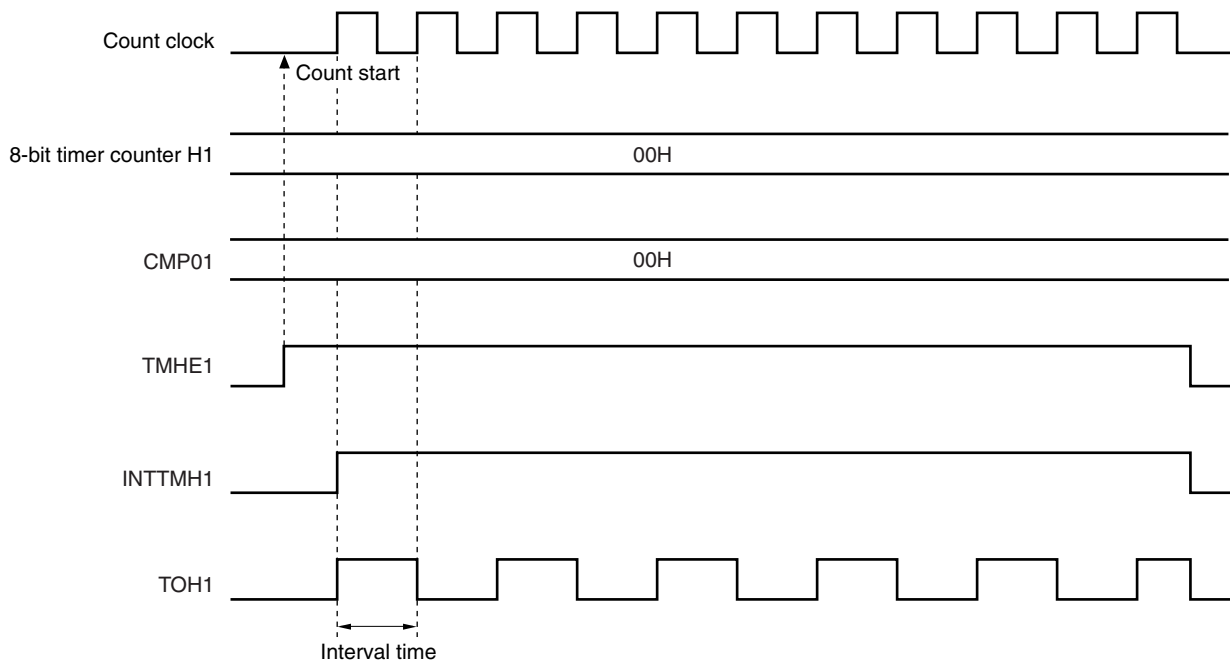 Count clock
Count start
8-bit timer counter H1
00H
CMP01
00H
TMHE1
INTTMH1
TOH1
Interval time